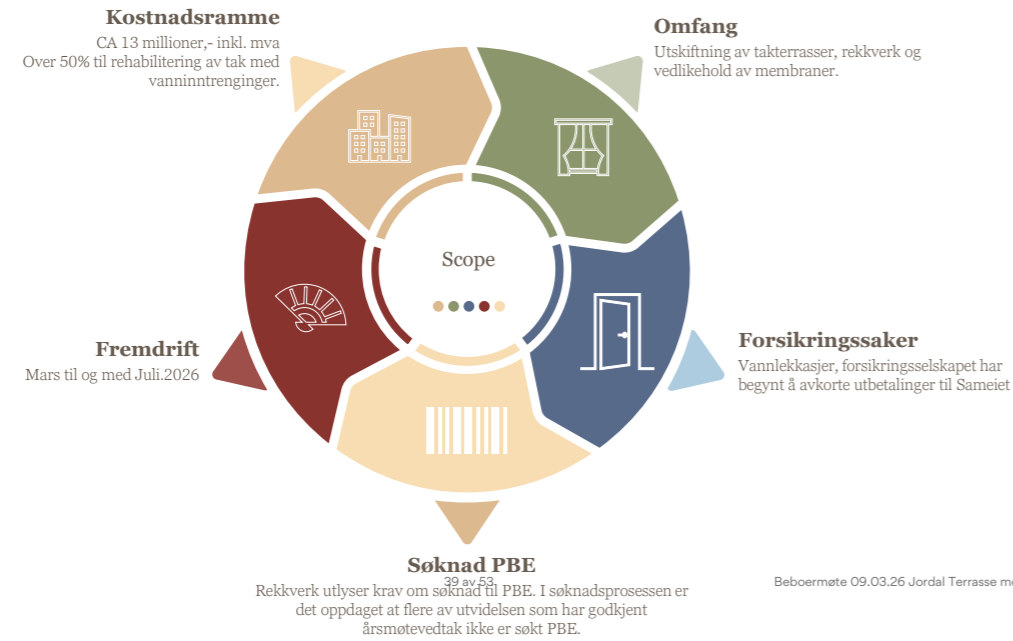 Kostnadsramme
CA 13 millioner,- inkl. mva
Over 50% til rehabilitering av tak med
vanninntrenginger.
Omfang
Utskiftning av takterrasser, rekkverk og
vedlikehold av membraner.
Scope
Fremdrift
Mars til og med Juli.2026
Forsikringssaker
Vannlekkasjer, forsikringsselskapet har
begynt å avkorte utbetalinger til Sameiet
Søknad PBE
39 av 53
Rekkverk utlyser krav om søknad til PBE. I søknadsprosessen er
det oppdaget at flere av utvidelsen som har godkjent
årsmøtevedtak ikke er søkt PBE.
Beboermøte 09.03.26 Jordal Terrasse